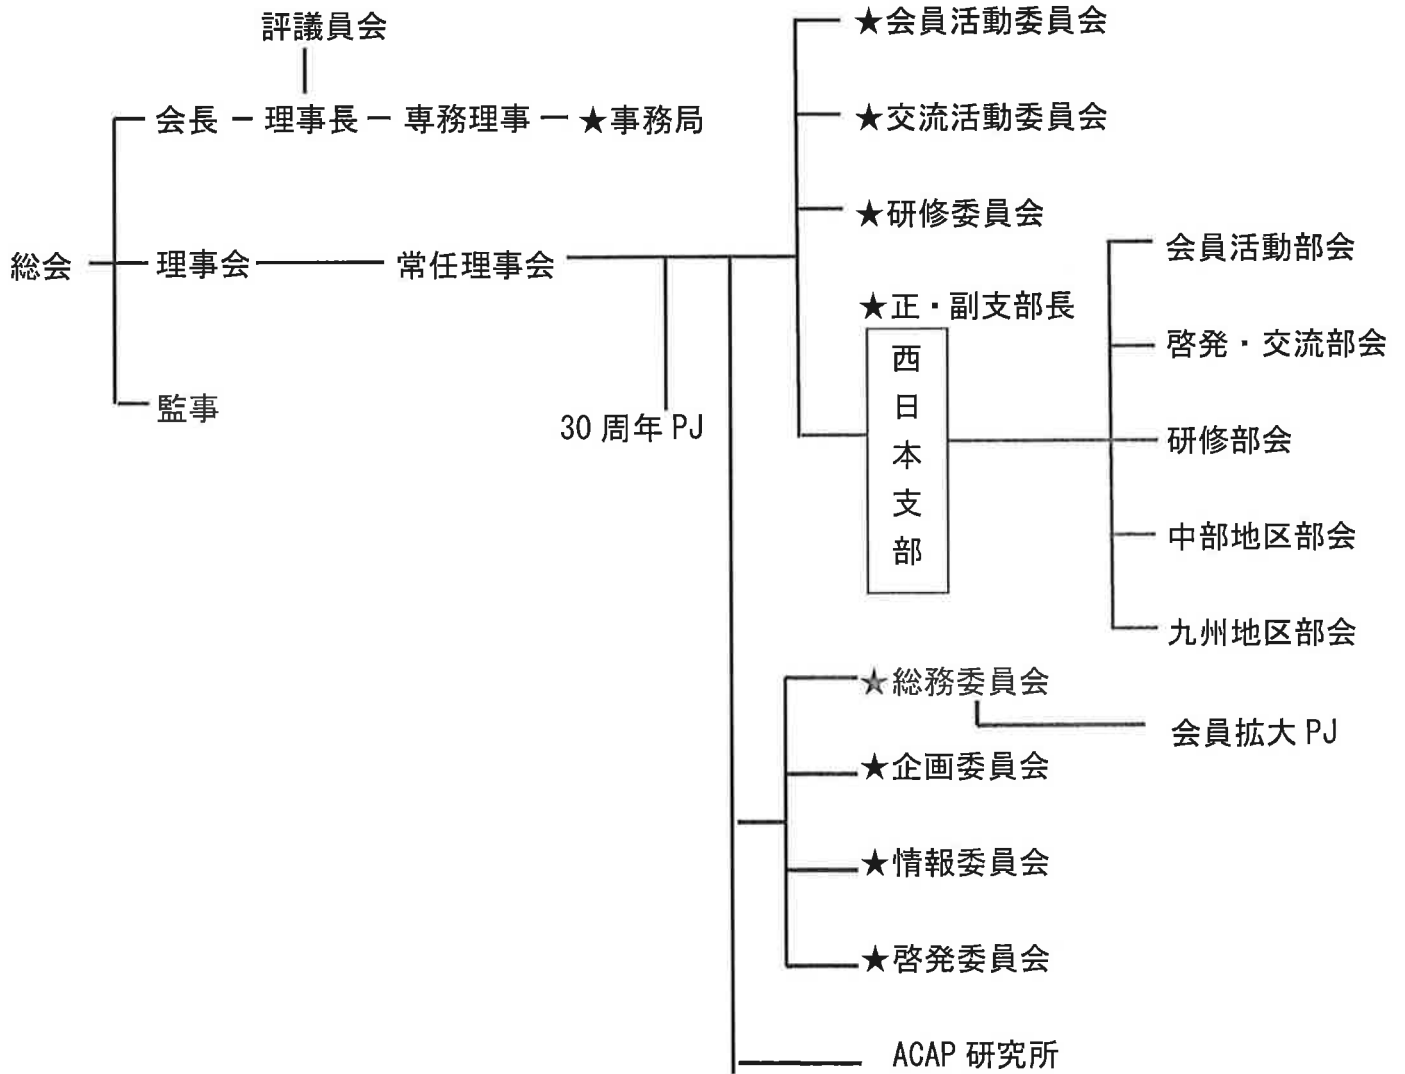 評議員会
会長 理事長 専務理事 ★事務局
総会 理事会 常任理事会
監事
30周年PJ
★会員活動委員会
★交流活動委員会
★研修委員会
★正・副支部長
西日本支部
会員活動部会
啓発・交流部会
研修部会
中部地区部会
九州地区部会
★総務委員会
会員拡大PJ
★企画委員会
★情報委員会
★啓発委員会
ACAP研究所